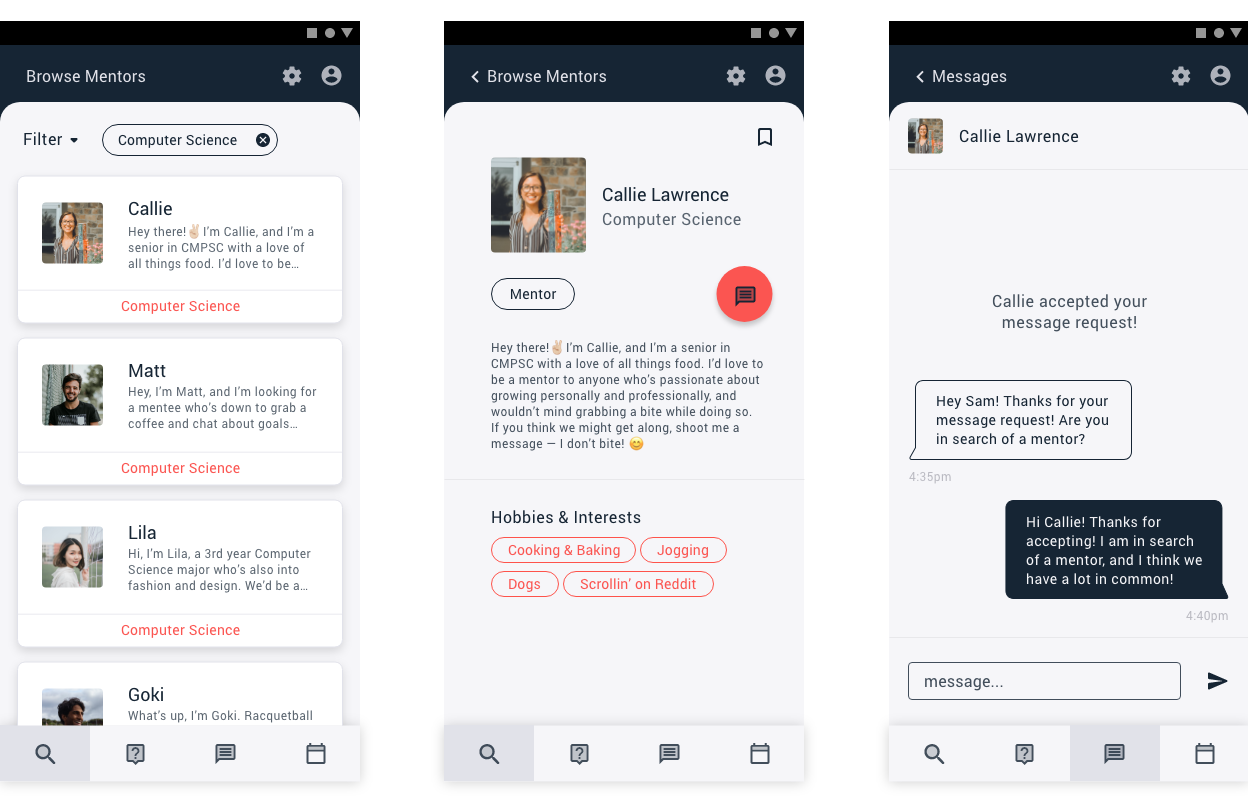 Browse Mentors
Filter
Computer Science
Callie
Hey there!✌🏼I’m Callie, and I’m a
senior in CMPSC with a love of
all things food. I’d love to be…
Computer Science
Matt
Hey, I’m Matt, and I’m looking for
a mentee who’s down to grab a
coffee and chat about goals…
Computer Science
Lila
Hi, I’m Lila, a 3rd year Computer
Science major who’s also into
fashion and design. We’d be a…
Computer Science
Goki
What’s up, I’m Goki. Racquetball
Browse Mentors
Callie Lawrence
Computer Science
Mentor
Hey there!✌🏼I’m Callie, and I’m a senior in
CMPSC with a love of all things food. I’d love to
be a mentor to anyone who’s passionate about
growing personally and professionally, and
wouldn’t mind grabbing a bite while doing so.
If you think we might get along, shoot me a
message — I don’t bite! 😊
Hobbies & Interests
Cooking & Baking
Jogging
Dogs
Scrollin’ on Reddit
Messages
Callie Lawrence
Callie accepted your
message request!
Hey Sam! Thanks for your
message request! Are you
in search of a mentor?
4:35pm
Hi Callie! Thanks for
accepting! I am in search
of a mentor, and I think we
have a lot in common!
4:40pm
message...